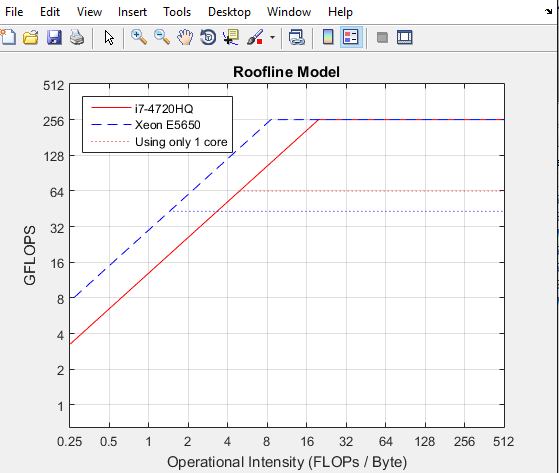 File Edit View Insert Tools Desktop Window Help
Roofline Model
i7-4720HQ
Xeon E5650
Using only 1 core
512
256
128
64
32
16
8
4
2
1
GFLOPS
0.25 0.5 1 2 4 8 16 32 64 128 256 512
Operational Intensity (FLOPs / Byte)